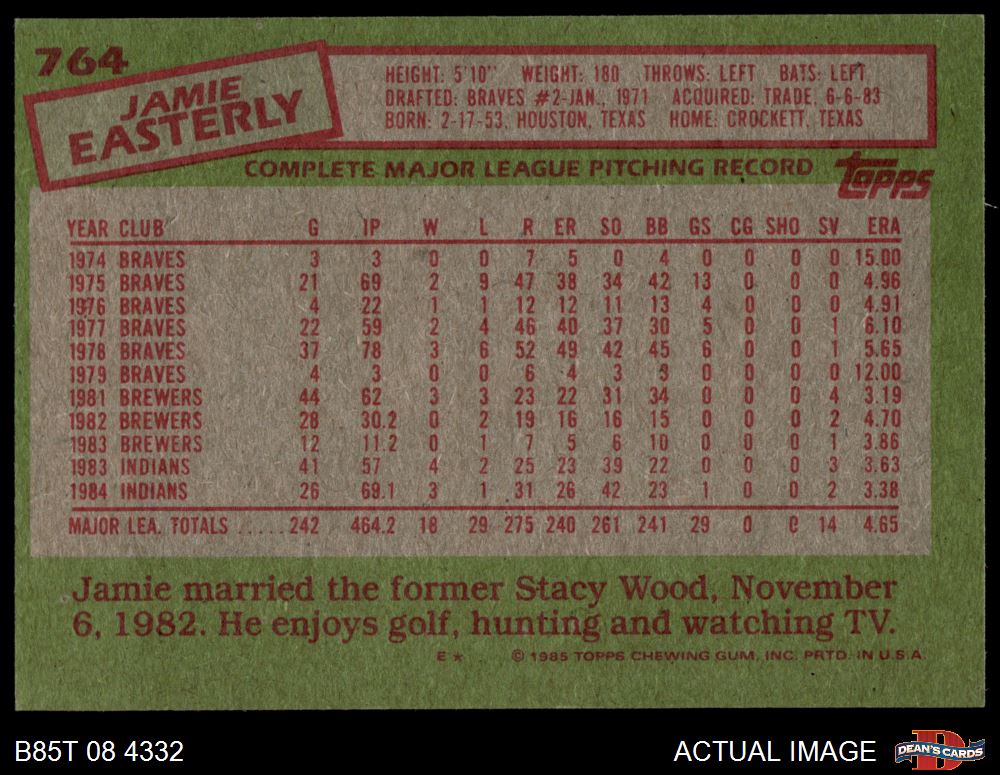 764
JAMIE
EASTERLY
HEIGHT: 5'10" WEIGHT: 180 THROWS: LEFT BATS: LEFT
DRAFTED: BRAVES #2-JAN., 1971 ACQUIRED: TRADE, 6-6-83
BORN: 2-17-53, HOUSTON, TEXAS HOME: CROCKETT, TEXAS
COMPLETE MAJOR LEAGUE PITCHING RECORD
topps
YEAR CLUB G IP W L R ER SO BB GS CG SHO SV ERA
1974 BRAVES 3 3 0 0 7 5 0 4 0 0 0 0 15.00
1975 BRAVES 21 69 2 9 47 38 34 42 13 0 0 0 4.96
1976 BRAVES 4 22 1 1 12 12 11 13 4 0 0 0 4.91
1977 BRAVES 22 59 2 4 46 40 37 30 5 0 0 1 6.10
1978 BRAVES 37 78 3 6 52 49 42 45 6 0 0 1 5.65
1979 BRAVES 4 3 0 0 6 4 3 3 0 0 0 0 12.00
1981 BREWERS 44 62 3 3 23 22 31 34 0 0 0 4 3.19
1982 BREWERS 28 30.2 0 2 19 16 16 15 0 0 0 2 4.70
1983 BREWERS 12 11.2 0 1 7 5 6 10 0 0 0 1 3.86
1983 INDIANS 41 57 4 2 25 23 39 22 0 0 0 3 3.63
1984 INDIANS 26 69.1 3 1 31 26 42 23 1 0 0 2 3.38
MAJOR LEA. TOTALS ..... 242 464.2 18 29 275 240 261 241 29 0 0 14 4.65
Jamie married the former Stacy Wood, November
6, 1982. He enjoys golf, hunting and watching TV.
E * © 1985 TOPPS CHEWING GUM, INC. PRTD. IN U.S.A.
B85T 08 4332 ACTUAL IMAGE DEAN'S CARDS